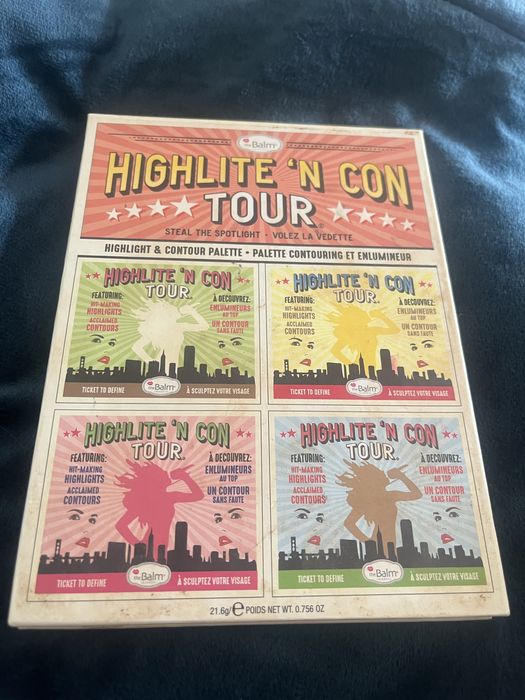 theBalm®
HIGHLITE 'N CON
TOUR®
STEAL THE SPOTLIGHT • VOLEZ LA VEDETTE
HIGHLIGHT & CONTOUR PALETTE • PALETTE CONTOURING ET ENLUMINEUR
HIGHLITE 'N CON
TOUR
FEATURING:
HIT-MAKING
HIGHLIGHTS
ACCLAIMED
CONTOURS
À DECOUVREZ:
ENLUMINEURS
AU TOP
UN CONTOUR
SANS FAUTE
TICKET TO DEFINE
theBalm
À SCULPTEZ VOTRE VISAGE
HIGHLITE 'N CON
TOUR
FEATURING:
HIT-MAKING
HIGHLIGHTS
ACCLAIMED
CONTOURS
À DECOUVREZ:
ENLUMINEURS
AU TOP
UN CONTOUR
SANS FAUTE
TICKET TO DEFINE
theBalm
À SCULPTEZ VOTRE VISAGE
HIGHLITE 'N CON
TOUR
FEATURING:
HIT-MAKING
HIGHLIGHTS
ACCLAIMED
CONTOURS
À DECOUVREZ:
ENLUMINEURS
AU TOP
UN CONTOUR
SANS FAUTE
TICKET TO DEFINE
theBalm
À SCULPTEZ VOTRE VISAGE
HIGHLITE 'N CON
TOUR
FEATURING:
HIT-MAKING
HIGHLIGHTS
ACCLAIMED
CONTOURS
À DECOUVREZ:
ENLUMINEURS
AU TOP
UN CONTOUR
SANS FAUTE
TICKET TO DEFINE
theBalm
À SCULPTEZ VOTRE VISAGE
21.6g/℮ POIDS NET WT. 0.756 OZ